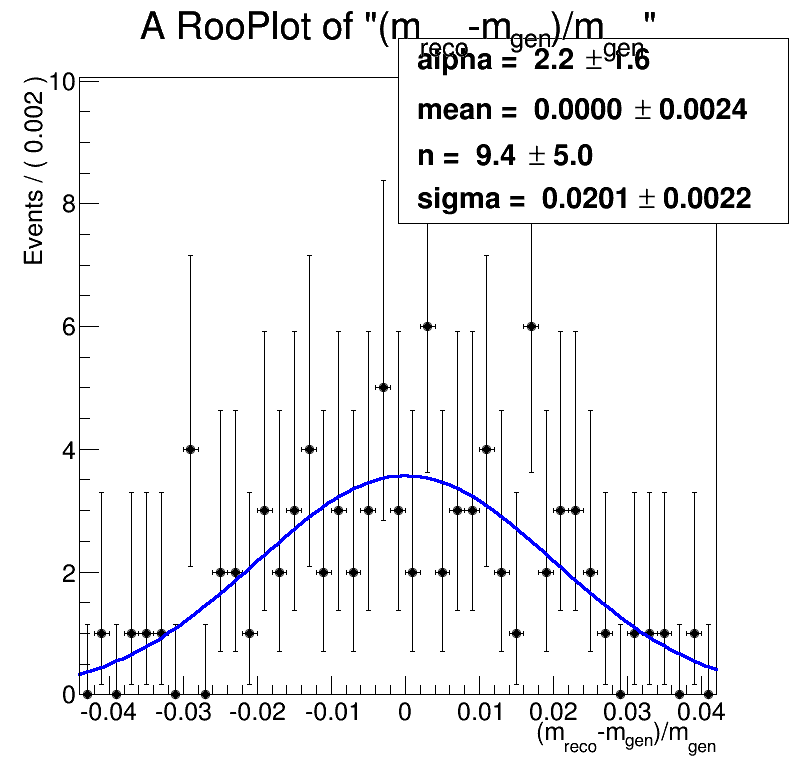 A RooPlot of "(m_reco-m_gen)/m_gen"
alpha = 2.2 ± 1.6
mean = 0.0000 ± 0.0024
n = 9.4 ± 5.0
sigma = 0.0201 ± 0.0022
Events / ( 0.002 )
10
8
6
4
2
0
-0.04 -0.03 -0.02 -0.01 0 0.01 0.02 0.03 0.04
(m_reco-m_gen)/m_gen